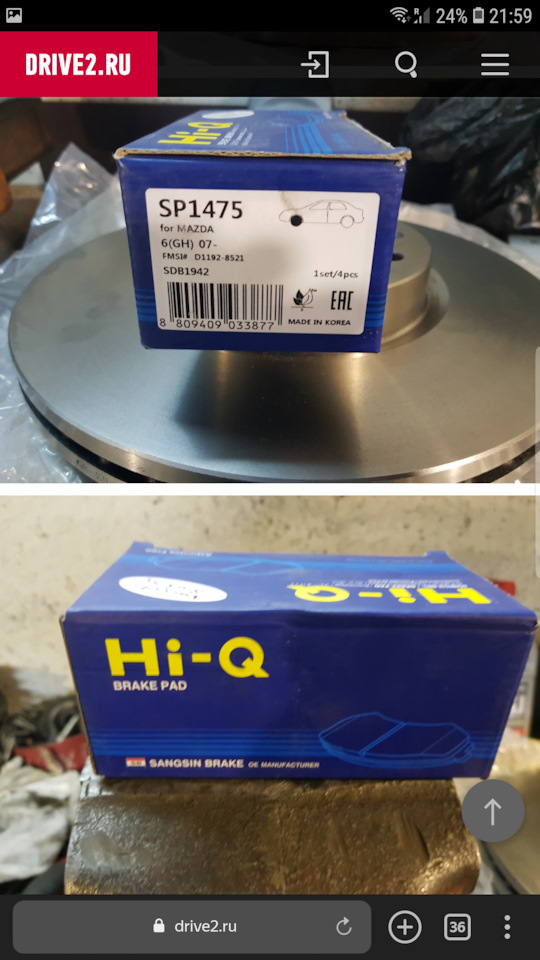 R 24% 21:59
DRIVE2.RU
Hi-Q
SP1475
for MAZDA
6(GH) 07-
FMSI# D1192-8521
SDB1942
1set/4pcs
EAC
8 809409 033877
MADE IN KOREA
Hi-Q
Hi-Q
BRAKE PAD
SANGSIN BRAKE OE MANUFACTURER
drive2.ru
36